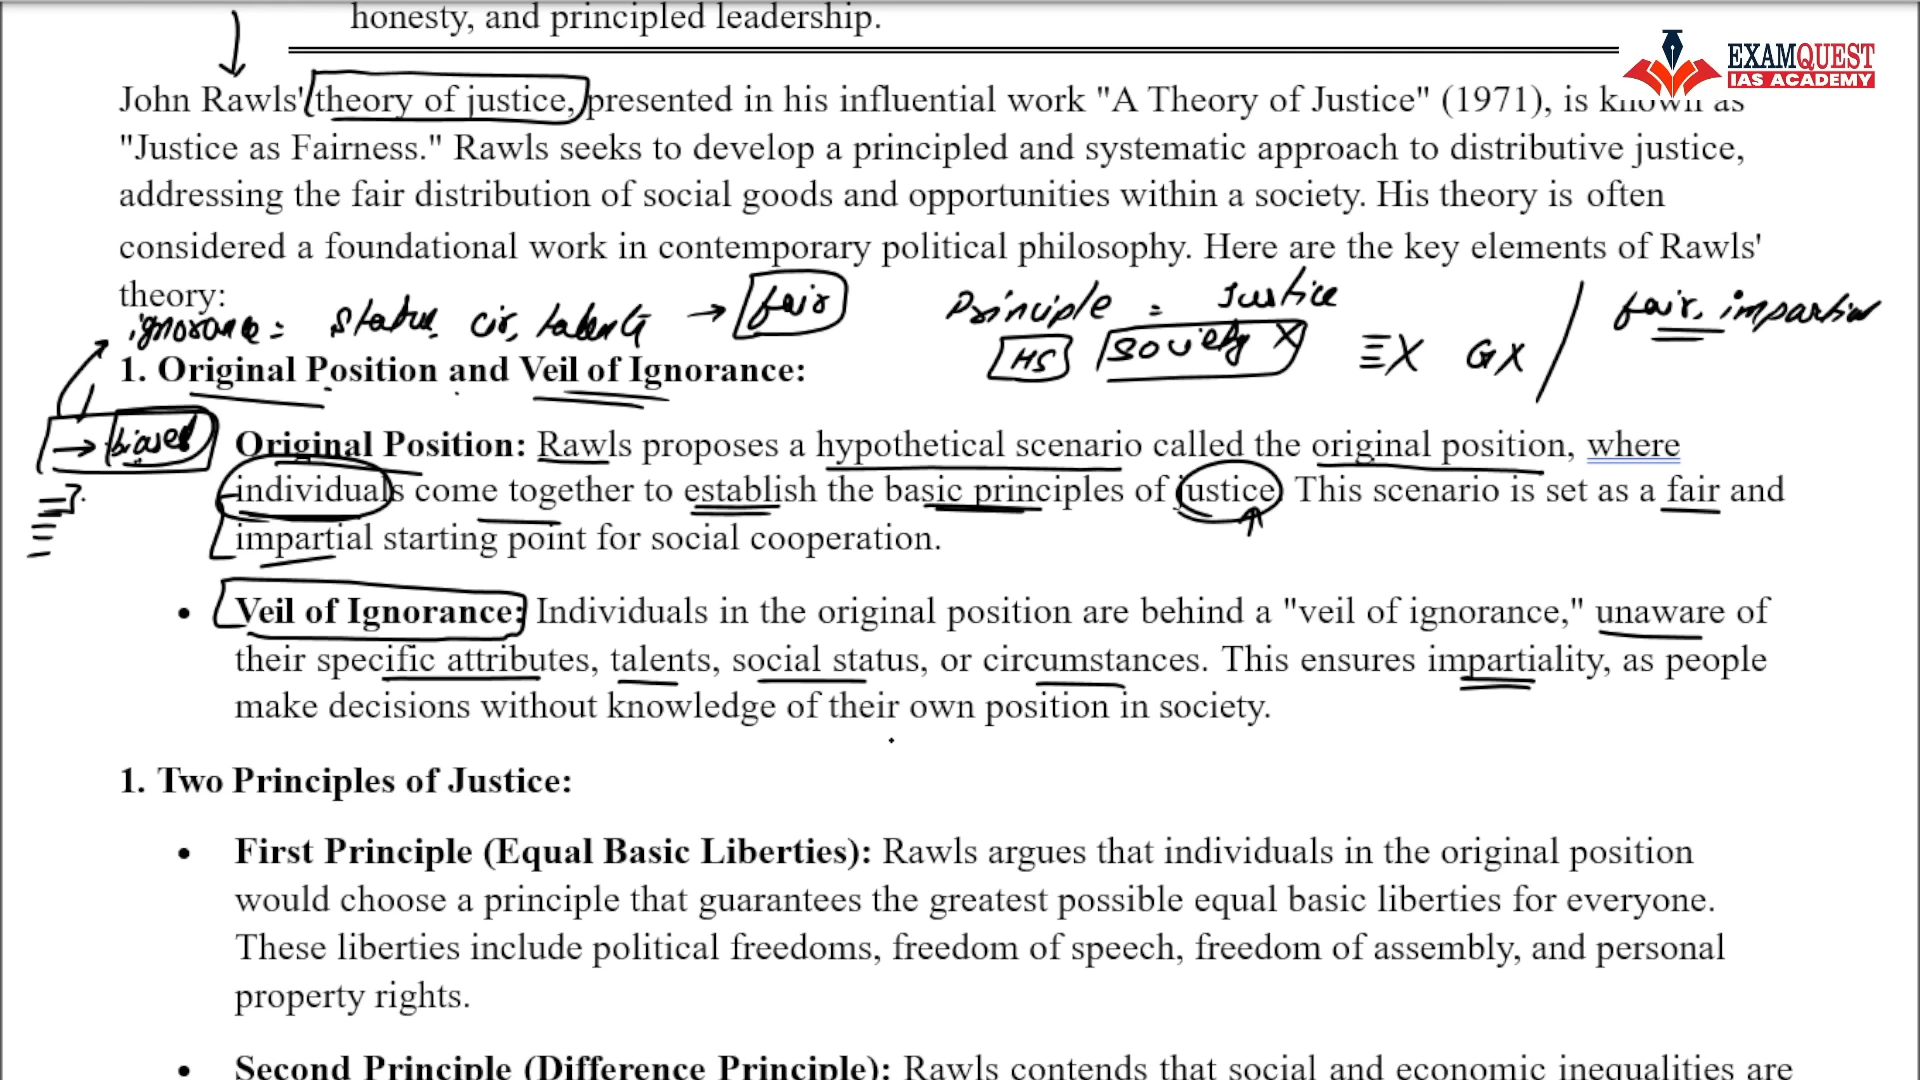 honesty, and principled leadership.
EXAMQUEST
IAS ACADEMY
John Rawls' theory of justice, presented in his influential work "A Theory of Justice" (1971), is known as
"Justice as Fairness." Rawls seeks to develop a principled and systematic approach to distributive justice,
addressing the fair distribution of social goods and opportunities within a society. His theory is often
considered a foundational work in contemporary political philosophy. Here are the key elements of Rawls'
theory:
ignorance = status cir, talents → fair
Principle = Justice
fair, impartial
HS society X
X GX
1. Original Position and Veil of Ignorance:
→ biased
Original Position: Rawls proposes a hypothetical scenario called the original position, where
individuals come together to establish the basic principles of justice. This scenario is set as a fair and
impartial starting point for social cooperation.
• Veil of Ignorance: Individuals in the original position are behind a "veil of ignorance," unaware of
their specific attributes, talents, social status, or circumstances. This ensures impartiality, as people
make decisions without knowledge of their own position in society.
1. Two Principles of Justice:
• First Principle (Equal Basic Liberties): Rawls argues that individuals in the original position
would choose a principle that guarantees the greatest possible equal basic liberties for everyone.
These liberties include political freedoms, freedom of speech, freedom of assembly, and personal
property rights.
• Second Principle (Difference Principle): Rawls contends that social and economic inequalities are